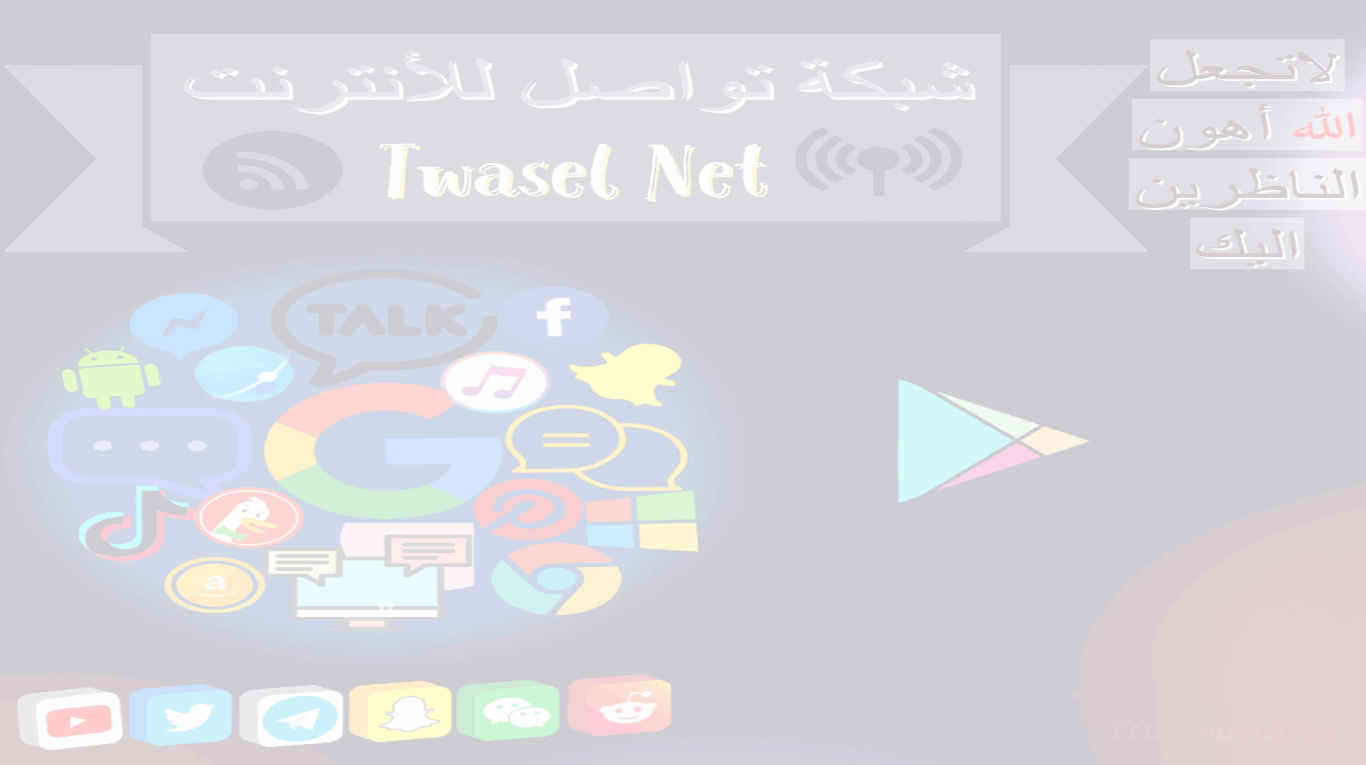 شبكة تواصل للأنترنت
Twasel Net
لاتجعل
الله أهون
الناظرين
اليك
TALK